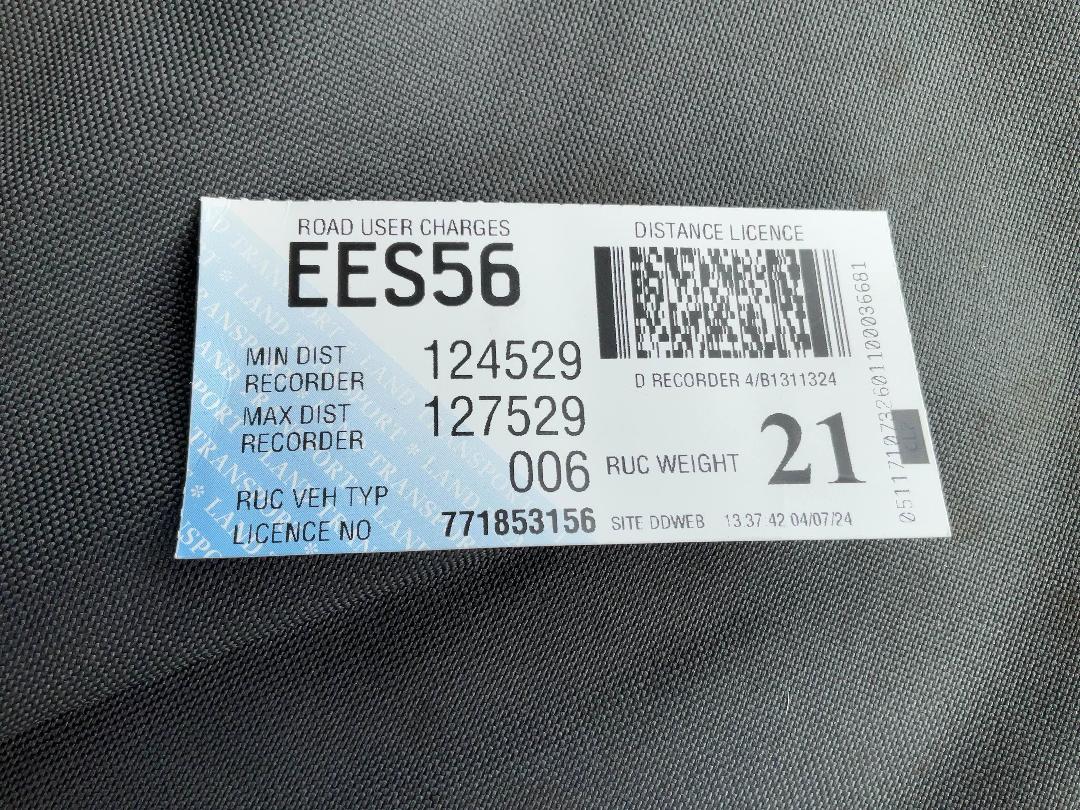 ROAD USER CHARGES
EES56
MIN DIST
RECORDER 124529
MAX DIST
RECORDER 127529
RUC VEH TYP 006
LICENCE NO 771853156
DISTANCE LICENCE
D RECORDER 4/B1311324
RUC WEIGHT 21
SITE DDWEB 13 37 42 04/07/24